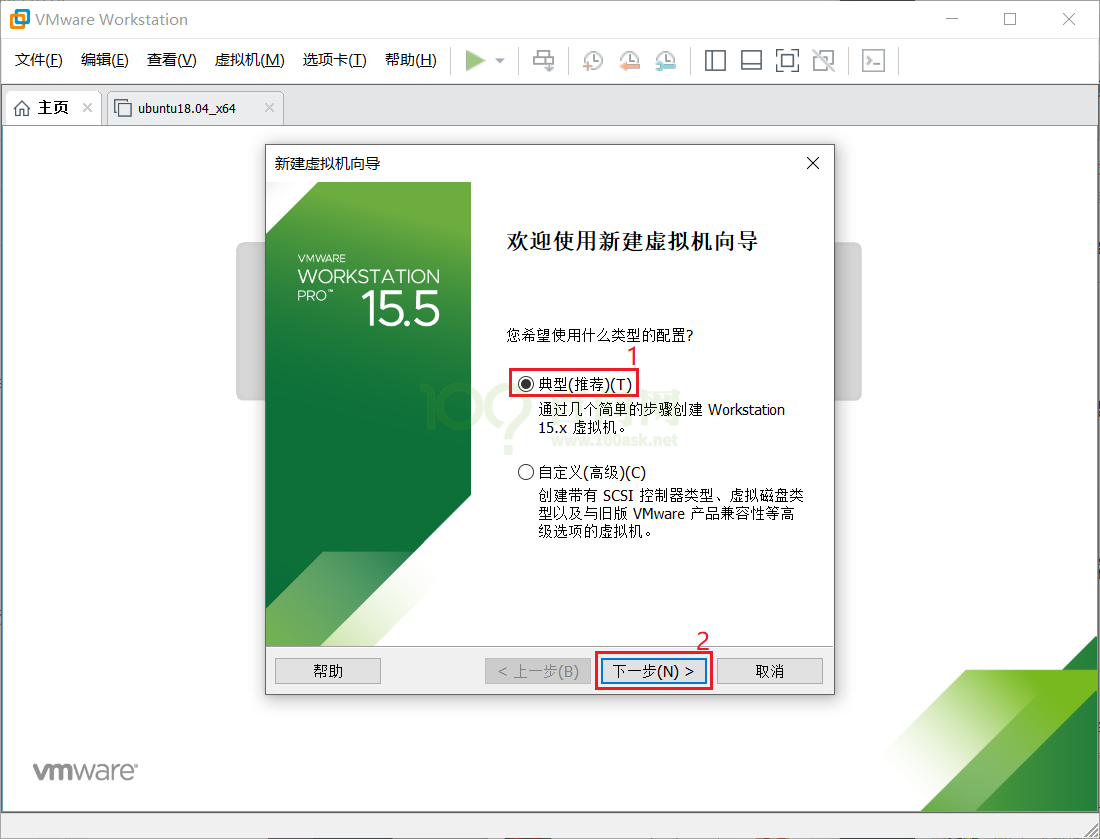 VMware Workstation
文件(F) 编辑(E) 查看(V) 虚拟机(M) 选项卡(T) 帮助(H)
主页 ubuntu18.04_x64
新建虚拟机向导
VMWARE
WORKSTATION
PRO™ 15.5
欢迎使用新建虚拟机向导
您希望使用什么类型的配置?
1
典型(推荐)(T)
通过几个简单的步骤创建 Workstation
15.x 虚拟机。
www.100ask.net
自定义(高级)(C)
创建带有 SCSI 控制器类型、虚拟磁盘类
型以及与旧版 VMware 产品兼容性等高
级选项的虚拟机。
2
帮助 < 上一步(B) 下一步(N) > 取消
vmware®